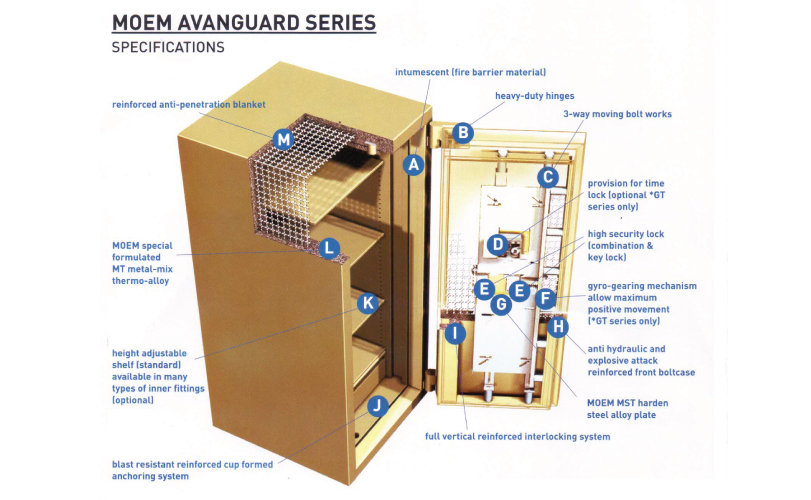 MOEM AVANGUARD SERIES
SPECIFICATIONS
intumescent (fire barrier material)
heavy-duty hinges
reinforced anti-penetration blanket
3-way moving bolt works
B
M
A
C
provision for time
lock (optional *GT
series only)
D
high security lock
(combination &
key lock)
MOEM special
formulated
MT metal-mix
thermo-alloy
L
gyro-gearing mechanism
allow maximum
positive movement
(*GT series only)
E
E
F
G
K
H
I
anti hydraulic and
explosive attack
reinforced front boltcase
height adjustable
shelf (standard)
available in many
types of inner fittings
(optional)
J
MOEM MST harden
steel alloy plate
full vertical reinforced interlocking system
blast resistant reinforced cup formed
anchoring system